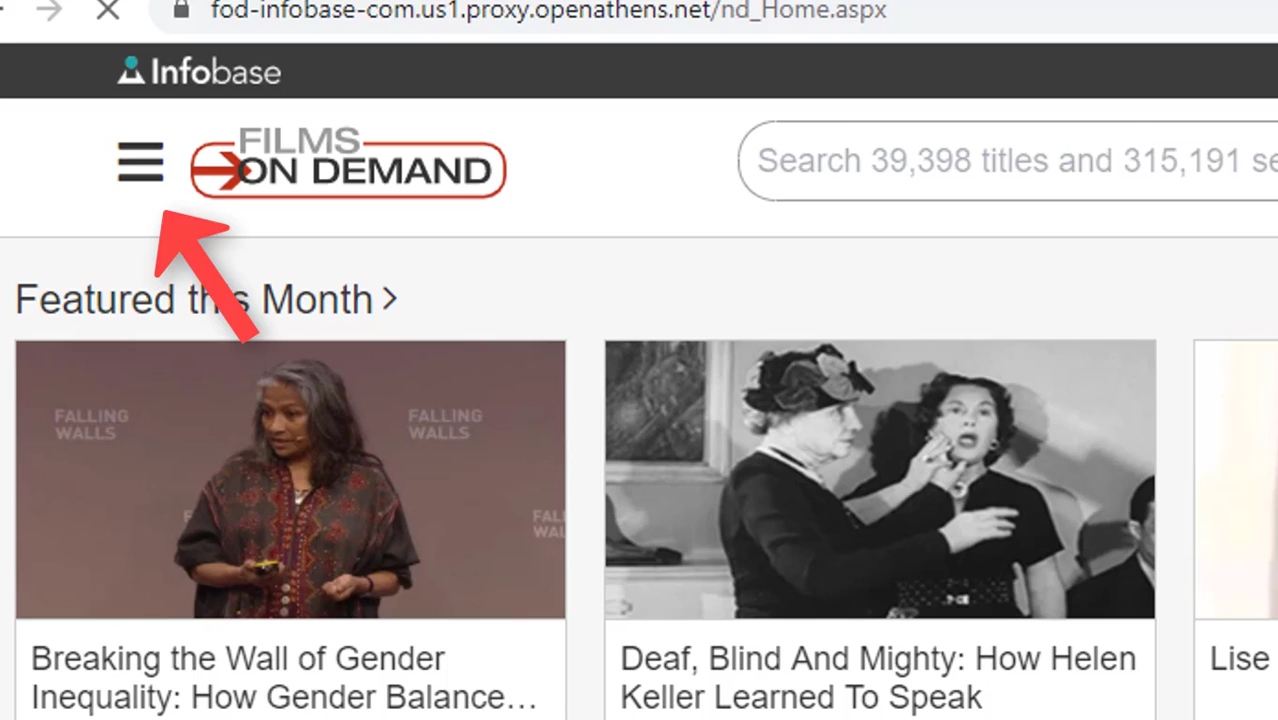 fod-infobase-com.us1.proxy.openathens.net/nd_Home.aspx
Infobase
FILMS
ON DEMAND
Search 39,398 titles and 315,191 se
Featured this Month >
FALLING
WALLS
FALLING
WALLS
FAL
WAL
Breaking the Wall of Gender
Inequality: How Gender Balance…
Deaf, Blind And Mighty: How Helen
Keller Learned To Speak
Lise